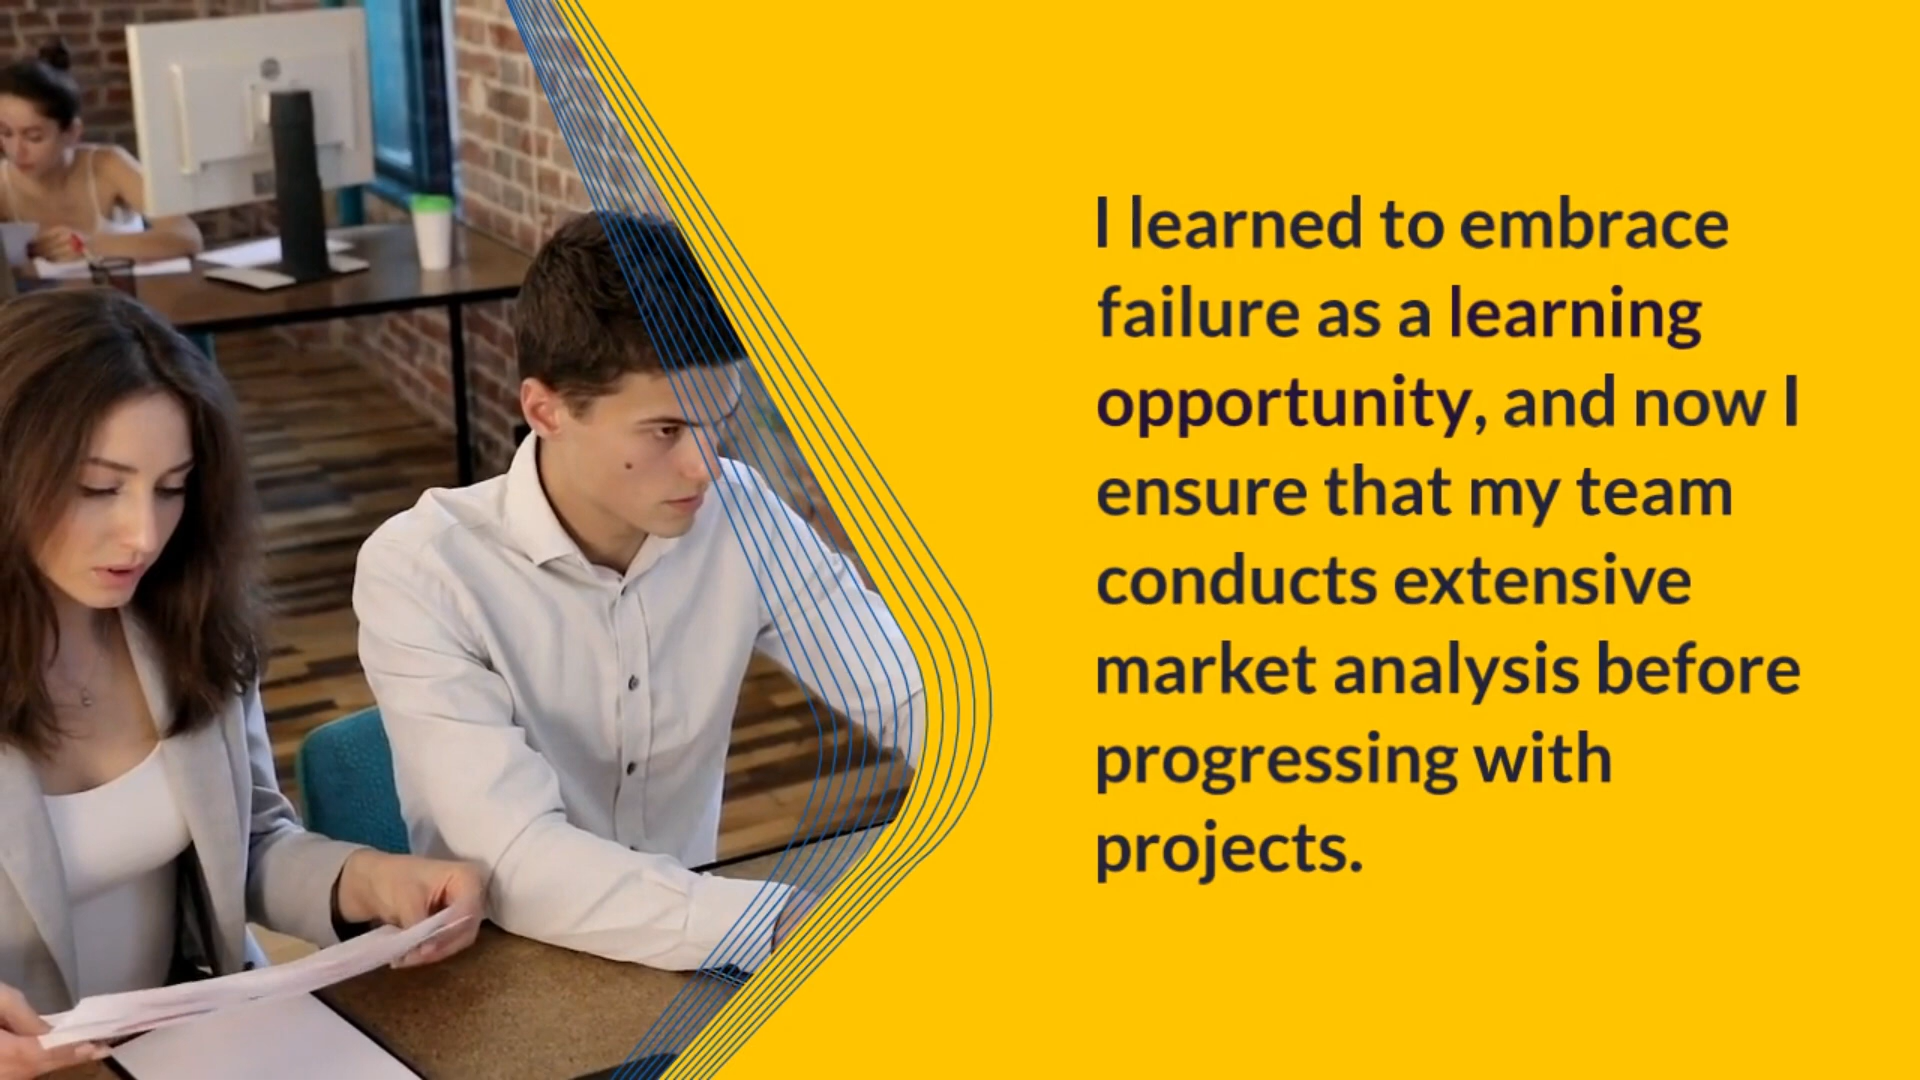 I learned to embrace
failure as a learning
opportunity, and now I
ensure that my team
conducts extensive
market analysis before
progressing with
projects.